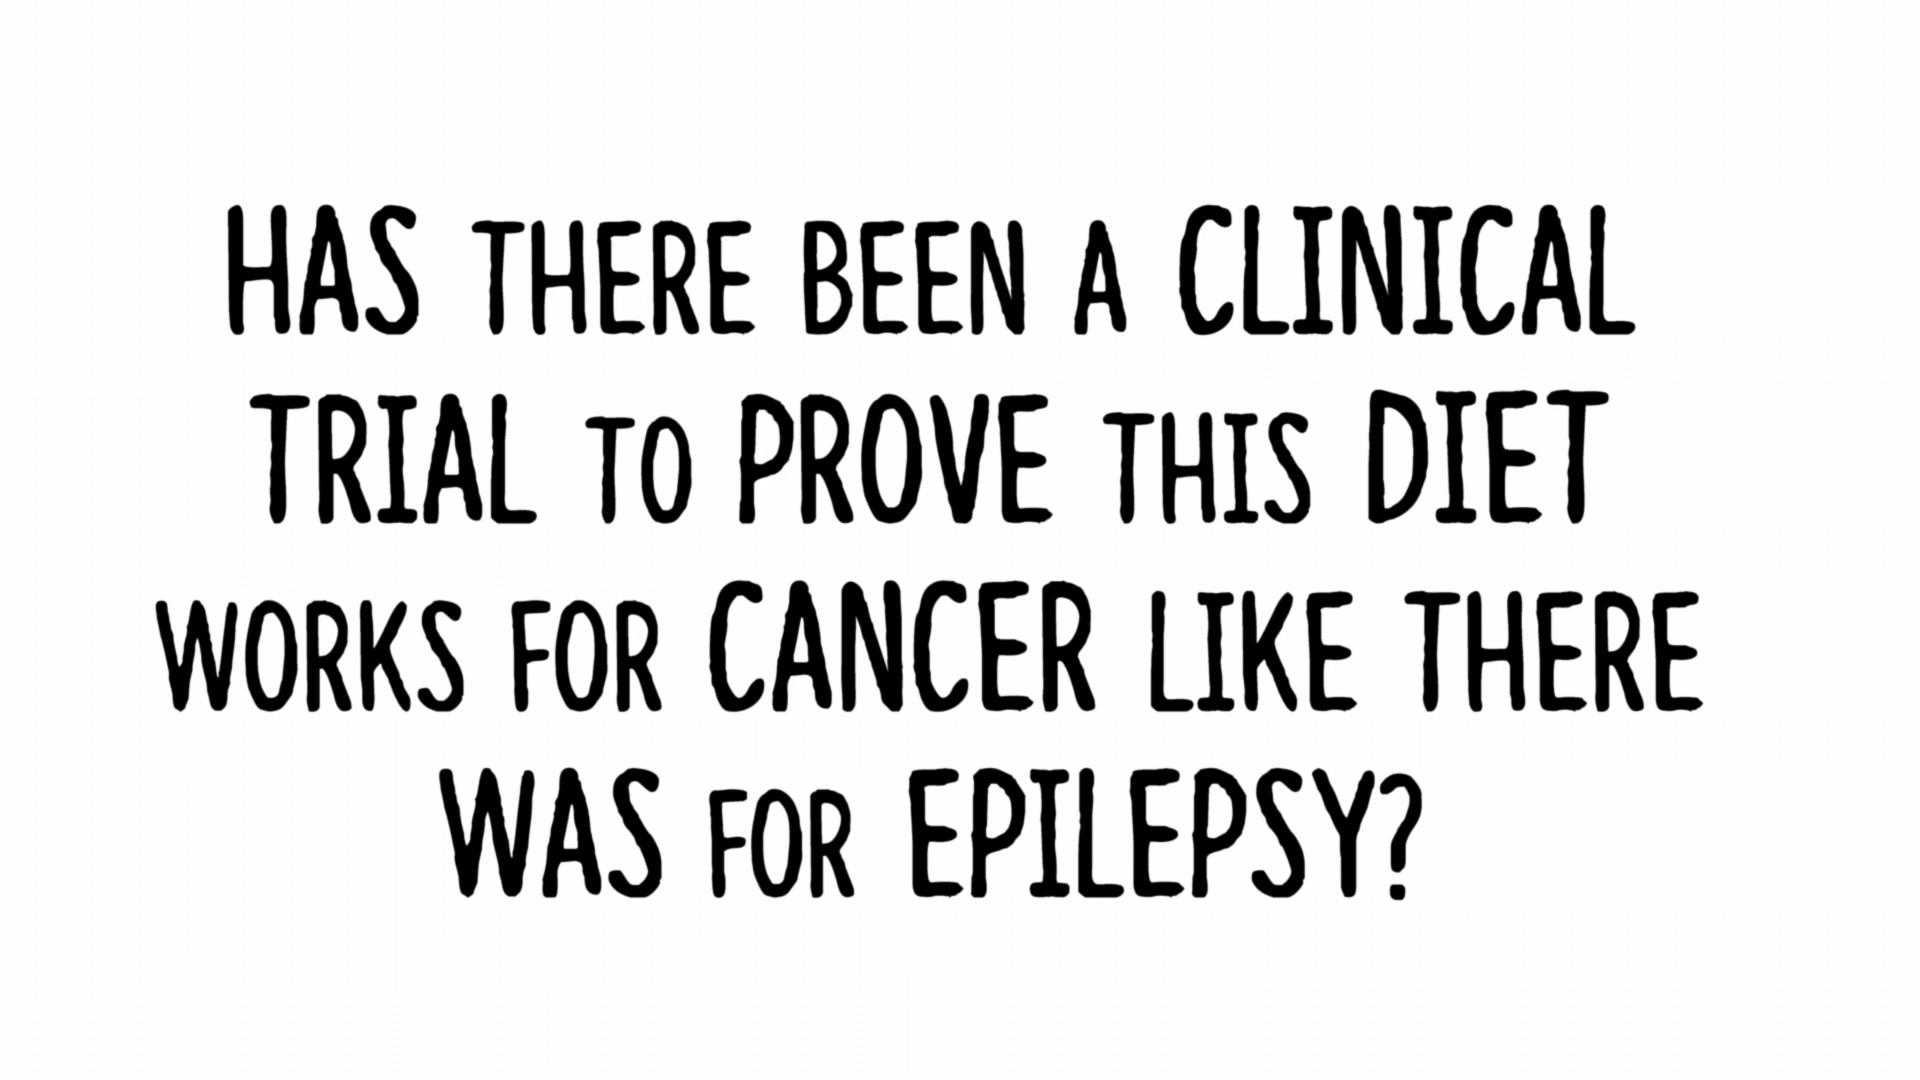 HAS THERE BEEN A CLINICAL
TRIAL TO PROVE THIS DIET
WORKS FOR CANCER LIKE THERE
WAS FOR EPILEPSY?